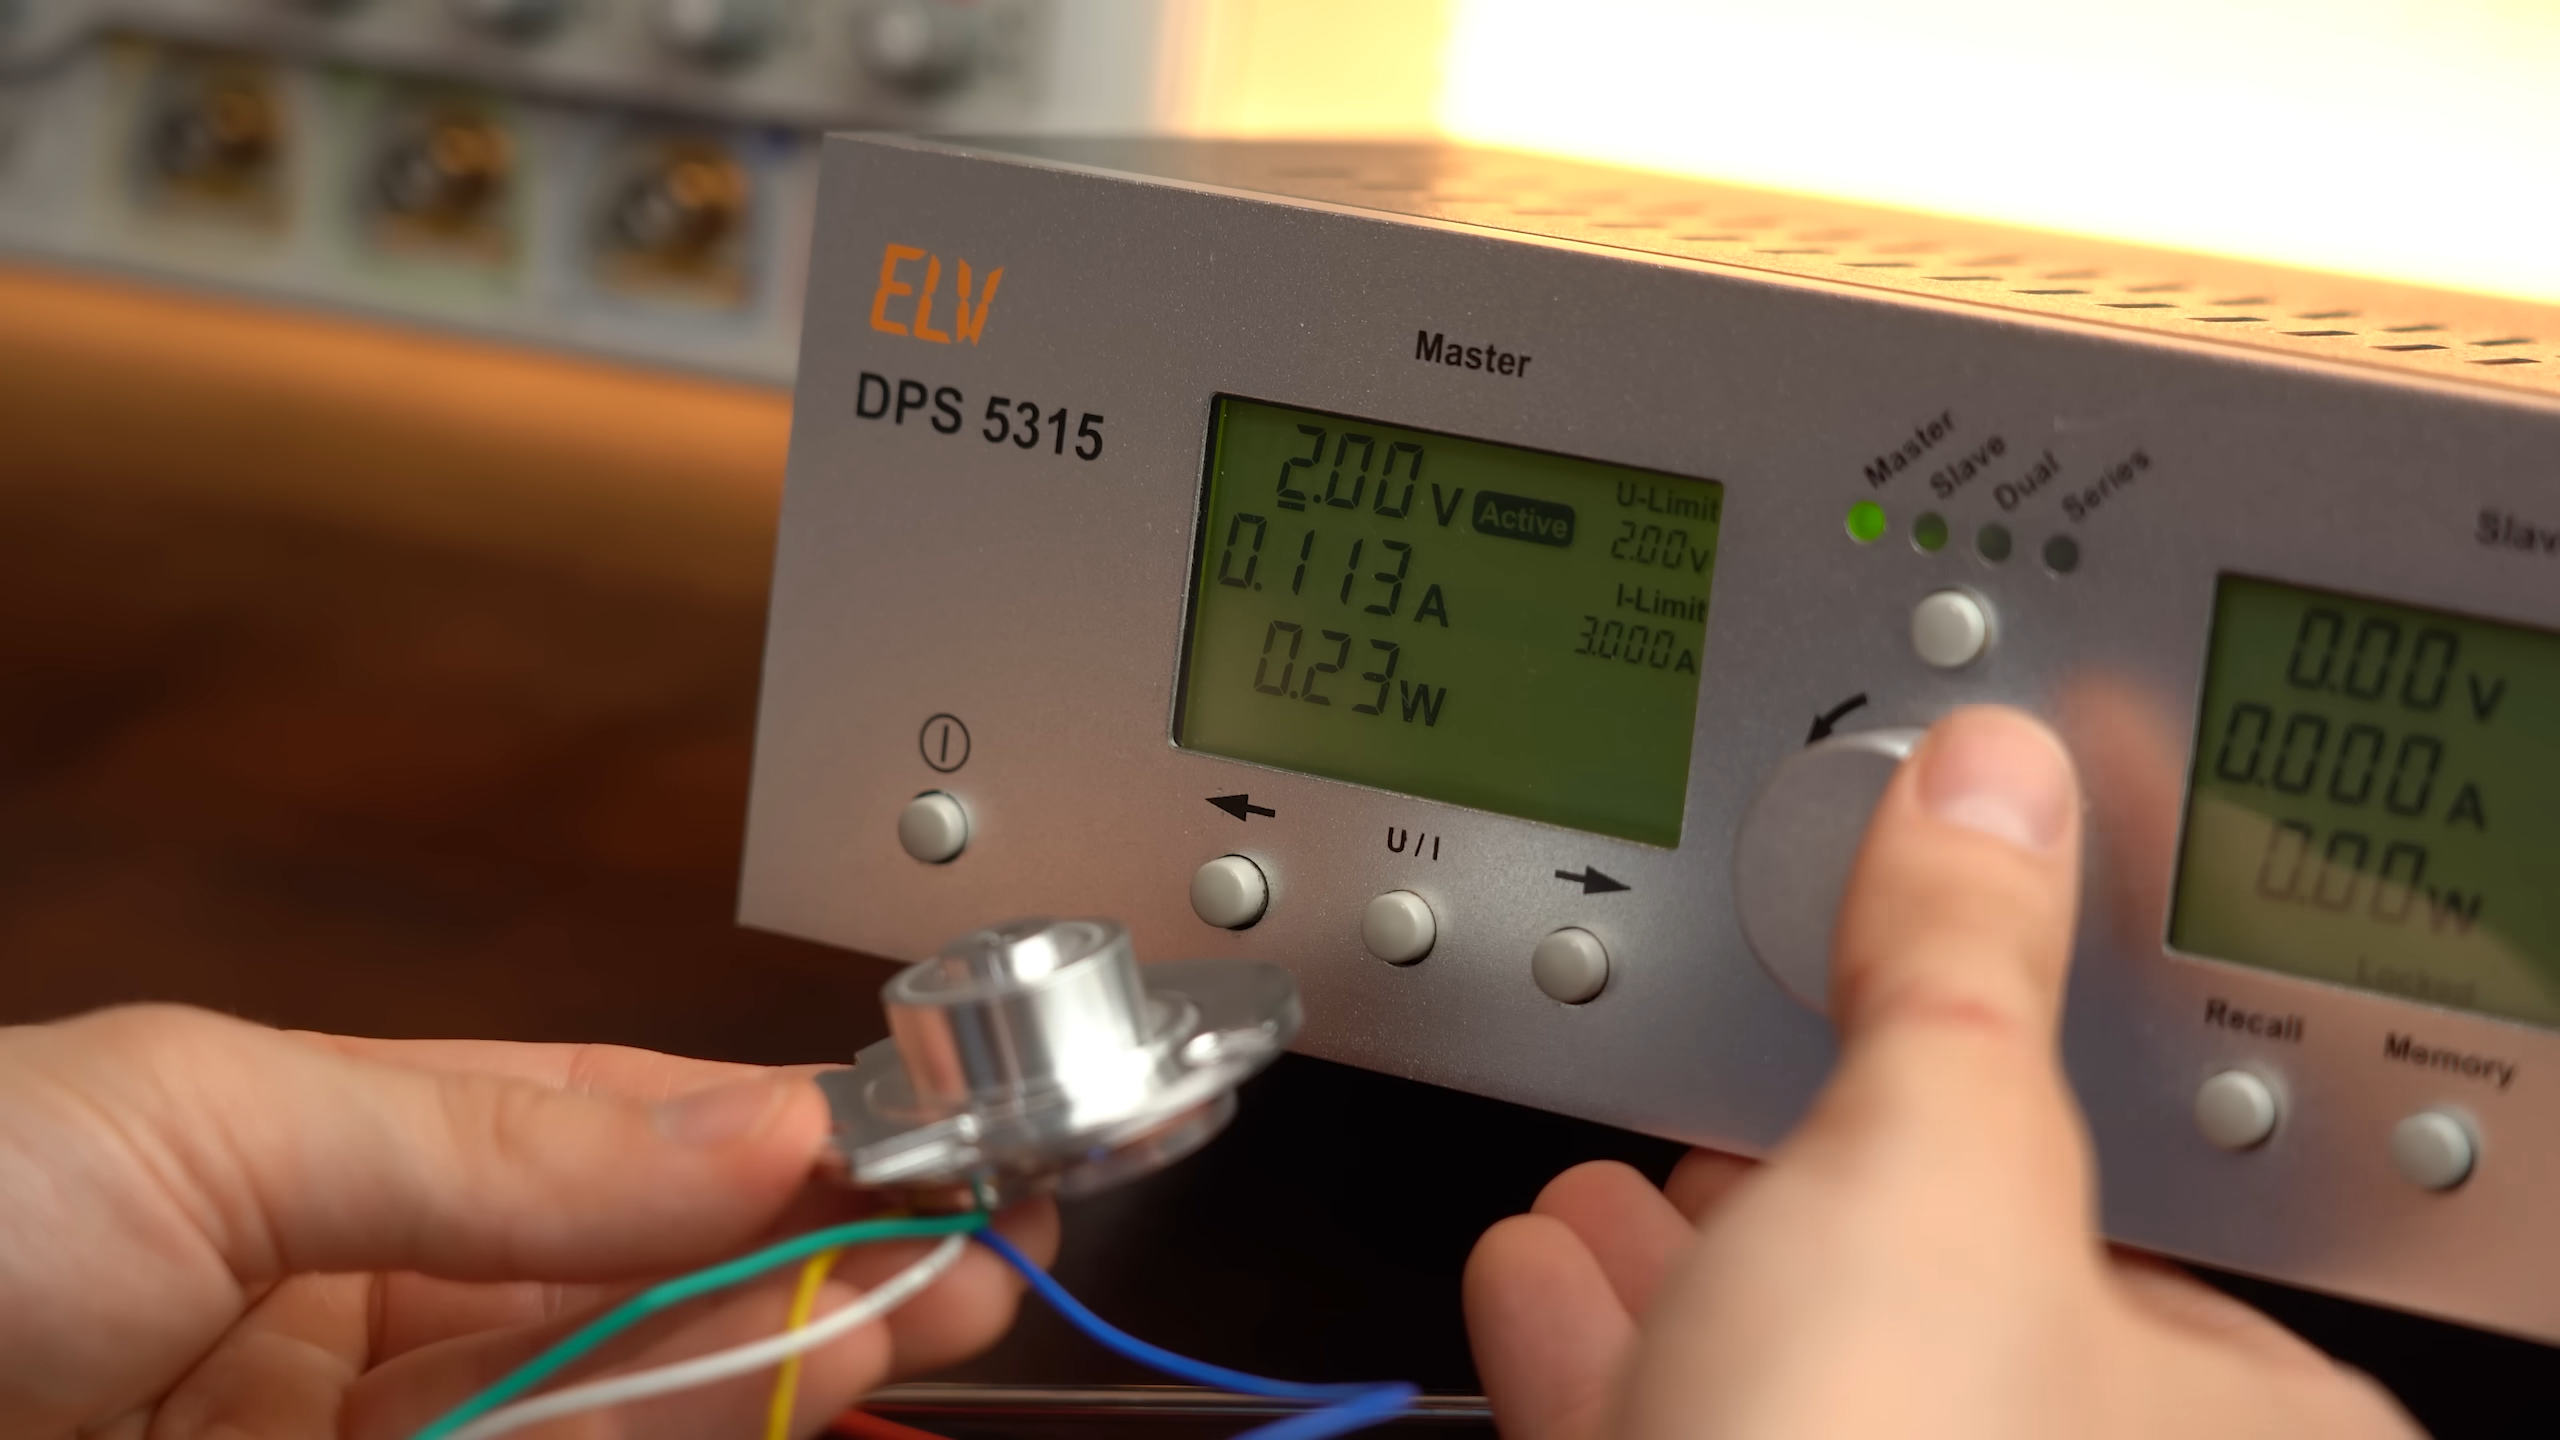 ELV
DPS 5315
Master
2.00 V Active
0.113 A
0.23 W
U-Limit
2.00 V
I-Limit
3.000 A
U / I
Master
Slave
Dual
Series
0.00 V
0.000 A
0.00 W
Locked
Recall
Memory